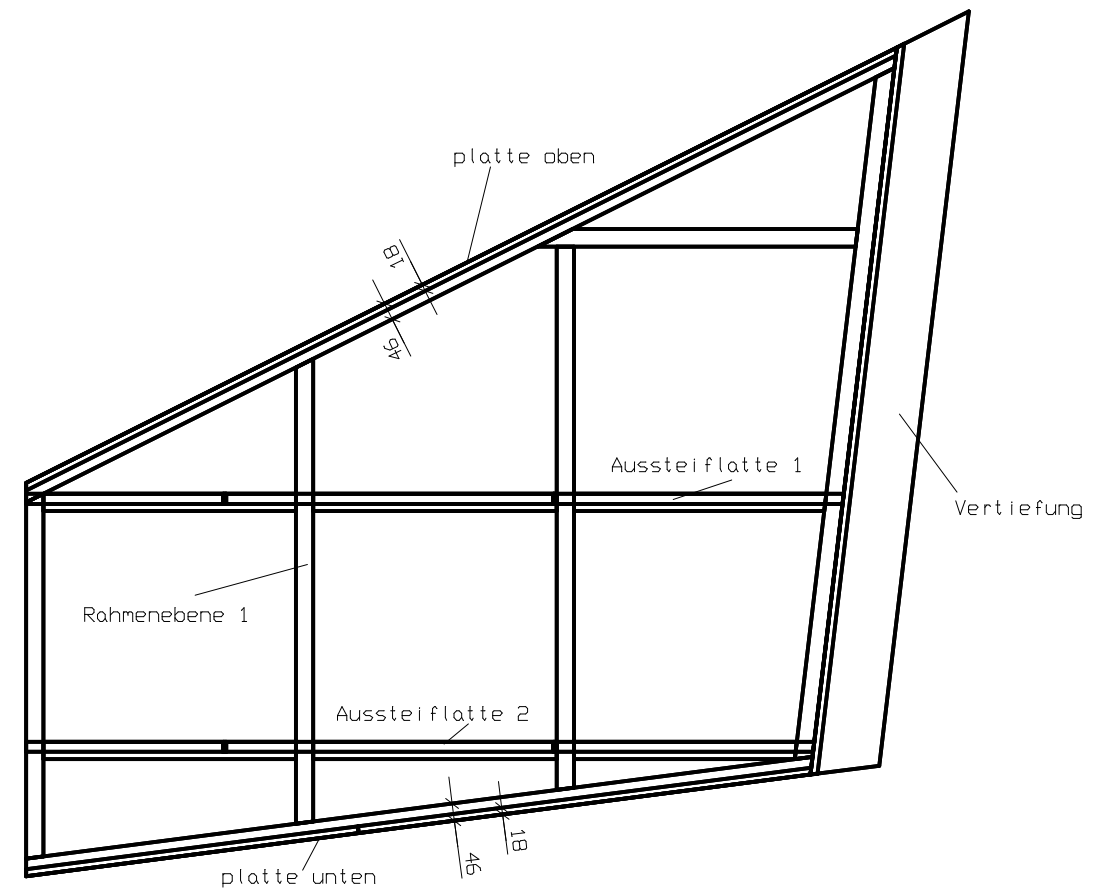 platte oben
18
46
Aussteiflatte 1
Vertiefung
Rahmenebene 1
Aussteiflatte 2
18
46
platte unten